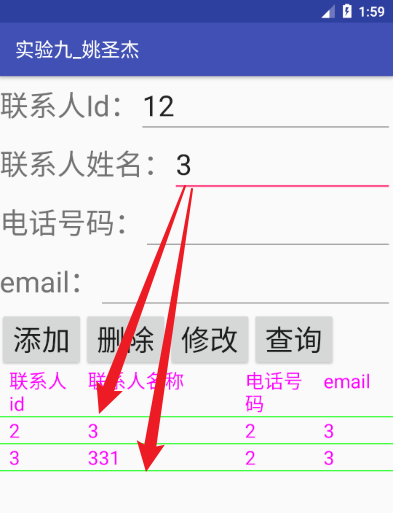 1:59
实验九_姚圣杰
联系人Id： 12
联系人姓名： 3
电话号码：
email：
添加 删除 修改 查询
联系人id 联系人名称 电话号码 email
2 3 2 3
3 331 2 3